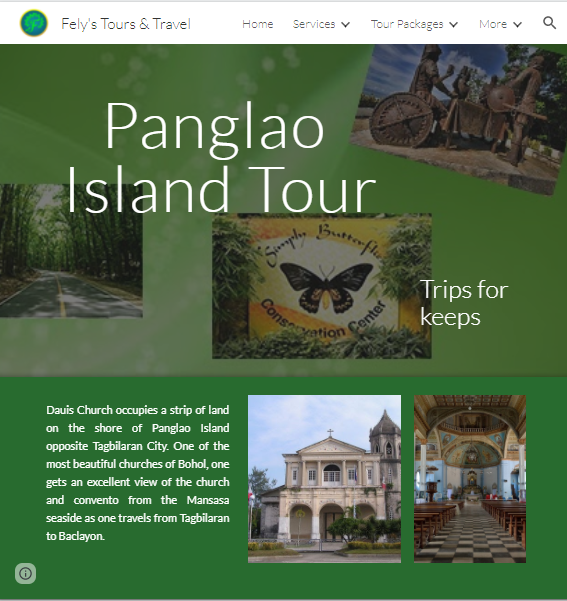 Fely's Tours & Travel
Home
Services
Tour Packages
More
Panglao
Island Tour
Simply Butterflies
Conservation Center
Trips for
keeps
Dauis Church occupies a strip of land
on the shore of Panglao Island
opposite Tagbilaran City. One of the
most beautiful churches of Bohol, one
gets an excellent view of the church
and convento from the Mansasa
seaside as one travels from Tagbilaran
to Baclayon.